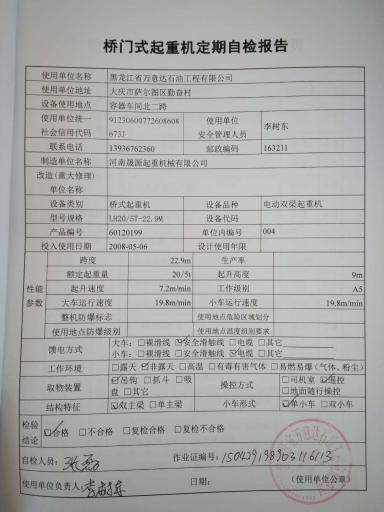 桥门式起重机定期自检报告
使用单位名称 黑龙江省万意达石油工程有限公司
使用单位地址 大庆市萨尔图区勤奋村
设备使用地点 容器车间北二跨
使用单位统一社会信用代码 91230600772608608673J 使用单位安全管理人员 李树东
联系电话 13936762360 邮政编码 163211
制造单位名称 河南晟源起重机械有限公司
改造(重大修理)单位名称
设备类别 桥式起重机 设备品种 电动双梁起重机
型号规格 LH20/5T-22.9M 设备代码
产品编号 60120199 单位内编号 004
投入使用日期 2008-05-06 设计使用年限
性能参数
跨度 22.9m 生产率
额定起重量 20/5t 起升高度 9m
起升速度 7.2m/min 工作级别 A5
大车运行速度 19.8m/min 小车运行速度 19.8m/min
整机防爆标志 使用地点危险区域划分
使用地点防爆级别 使用地点温度组别要求
馈电方式 大车：□裸滑线 ☑安全滑触线 □电缆 □其它
小车：□裸滑线 □安全滑触线 ☑电缆 □其它
工作环境 □露天 ☑非露天 □高温 □有毒有害气体 □易燃易爆(气体、粉尘)
取物装置 ☑吊钩 □抓斗 □吸盘 □其它 操控方式 □司机室 ☑遥控 □地面随行操纵
结构特征 ☑双主梁 □单主梁 小车形式 ☑单小车 □双小车
检验结论 ☑合格 □不合格 □复检合格 □复检不合格
自检人员： 作业证编号：
使用单位负责人：李树东 日期： (使用单位公章)